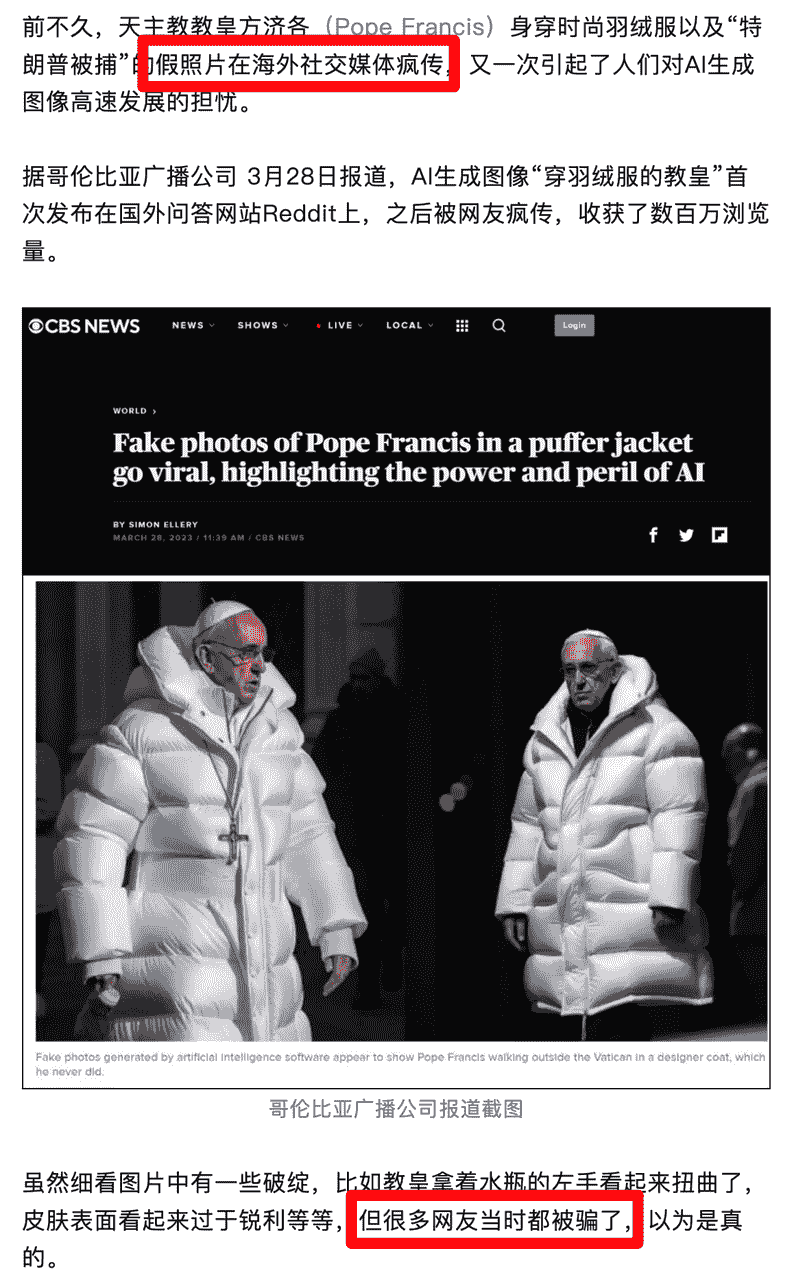 前不久，天主教教皇方济各（Pope Francis）身穿时尚羽绒服以及“特
朗普被捕”的假照片在海外社交媒体疯传，又一次引起了人们对AI生成
图像高速发展的担忧。
据哥伦比亚广播公司 3月28日报道，AI生成图像“穿羽绒服的教皇”首
次发布在国外问答网站Reddit上，之后被网友疯传，收获了数百万浏览
量。
CBS NEWS NEWS SHOWS LIVE LOCAL Login
WORLD ›
Fake photos of Pope Francis in a puffer jacket
go viral, highlighting the power and peril of AI
BY SIMON ELLERY
MARCH 28, 2023 / 11:39 AM / CBS NEWS
Fake photos generated by artificial intelligence software appear to show Pope Francis walking outside the Vatican in a designer coat, which
he never did.
哥伦比亚广播公司报道截图
虽然细看图片中有一些破绽，比如教皇拿着水瓶的左手看起来扭曲了，
皮肤表面看起来过于锐利等等，但很多网友当时都被骗了，以为是真
的。